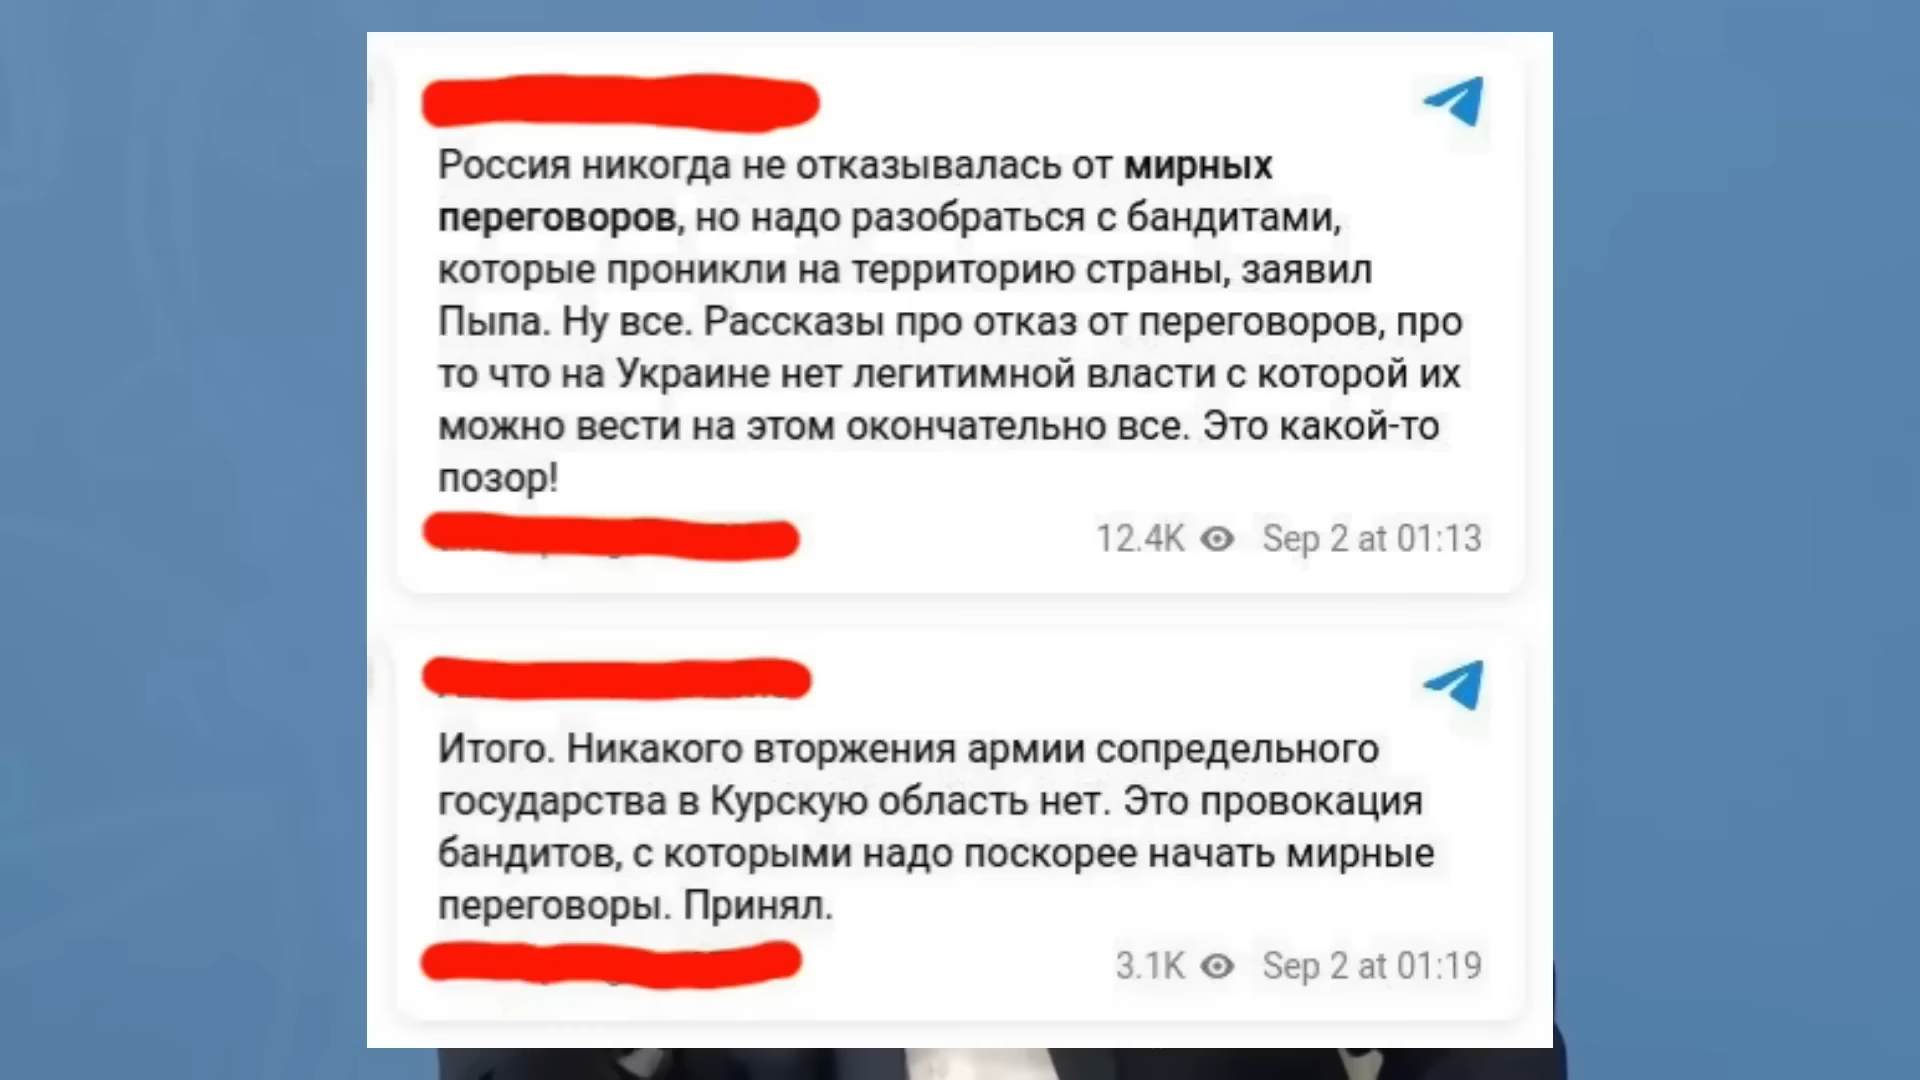 Россия никогда не отказывалась от мирных
переговоров, но надо разобраться с бандитами,
которые проникли на территорию страны, заявил
Пыпа. Ну все. Рассказы про отказ от переговоров, про
то что на Украине нет легитимной власти с которой их
можно вести на этом окончательно все. Это какой-то
позор!
12.4K Sep 2 at 01:13
Итого. Никакого вторжения армии сопредельного
государства в Курскую область нет. Это провокация
бандитов, с которыми надо поскорее начать мирные
переговоры. Принял.
3.1K Sep 2 at 01:19